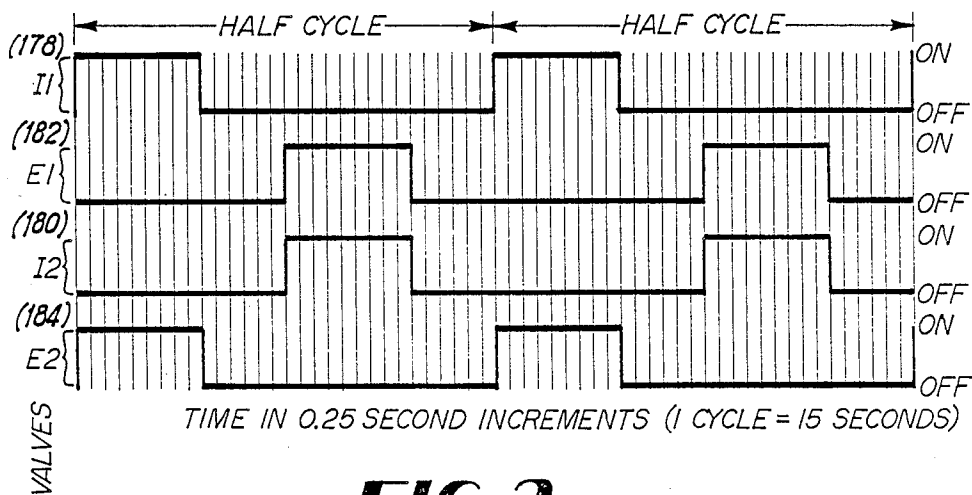 HALF CYCLE HALF CYCLE
(178) ON
I1
OFF
(182) ON
E1
OFF
(180) ON
I2
OFF
(184) ON
E2
OFF
VALVES
TIME IN 0.25 SECOND INCREMENTS (1 CYCLE = 15 SECONDS)